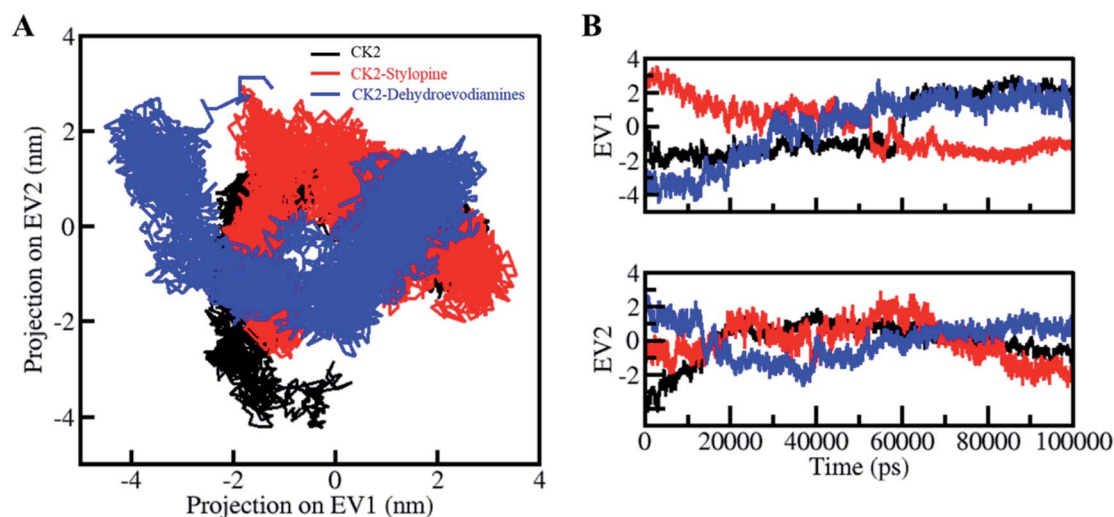 A
4
2
0
-2
-4
Projection on EV2 (nm)
CK2
CK2-Stylopine
CK2-Dehydroevodiamines
-4 -2 0 2 4
Projection on EV1 (nm)
B
4
2
0
-2
-4
EV1
4
2
0
-2
EV2
0 20000 40000 60000 80000 100000
Time (ps)